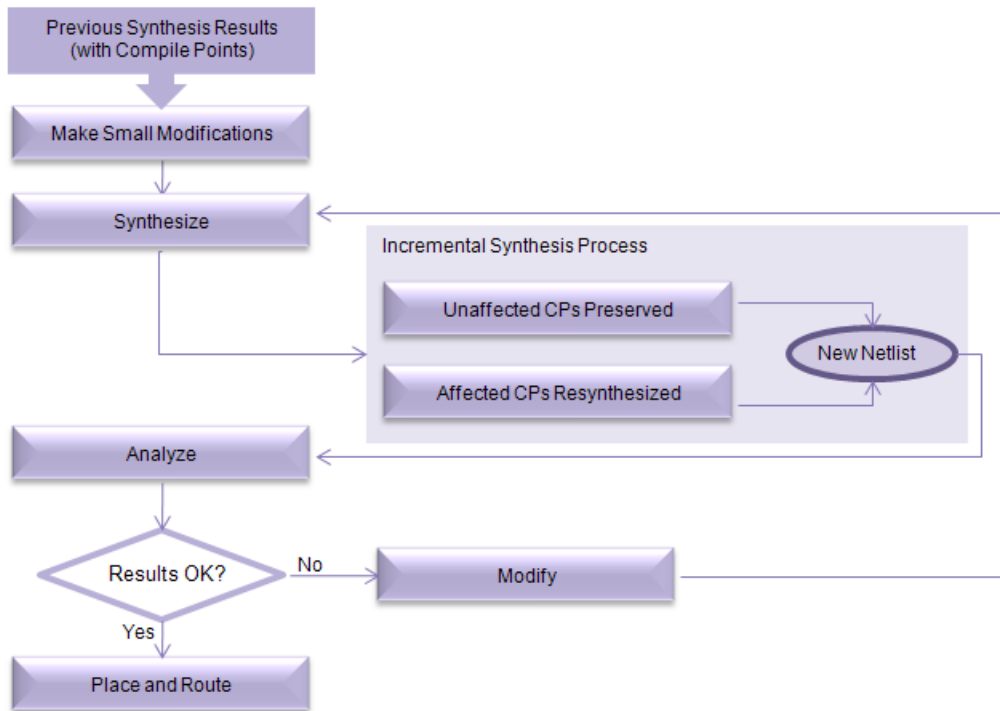 Previous Synthesis Results
(with Compile Points)
Make Small Modifications
Synthesize
Incremental Synthesis Process
Unaffected CPs Preserved
New Netlist
Affected CPs Resynthesized
Analyze
Results OK?
No
Modify
Yes
Place and Route